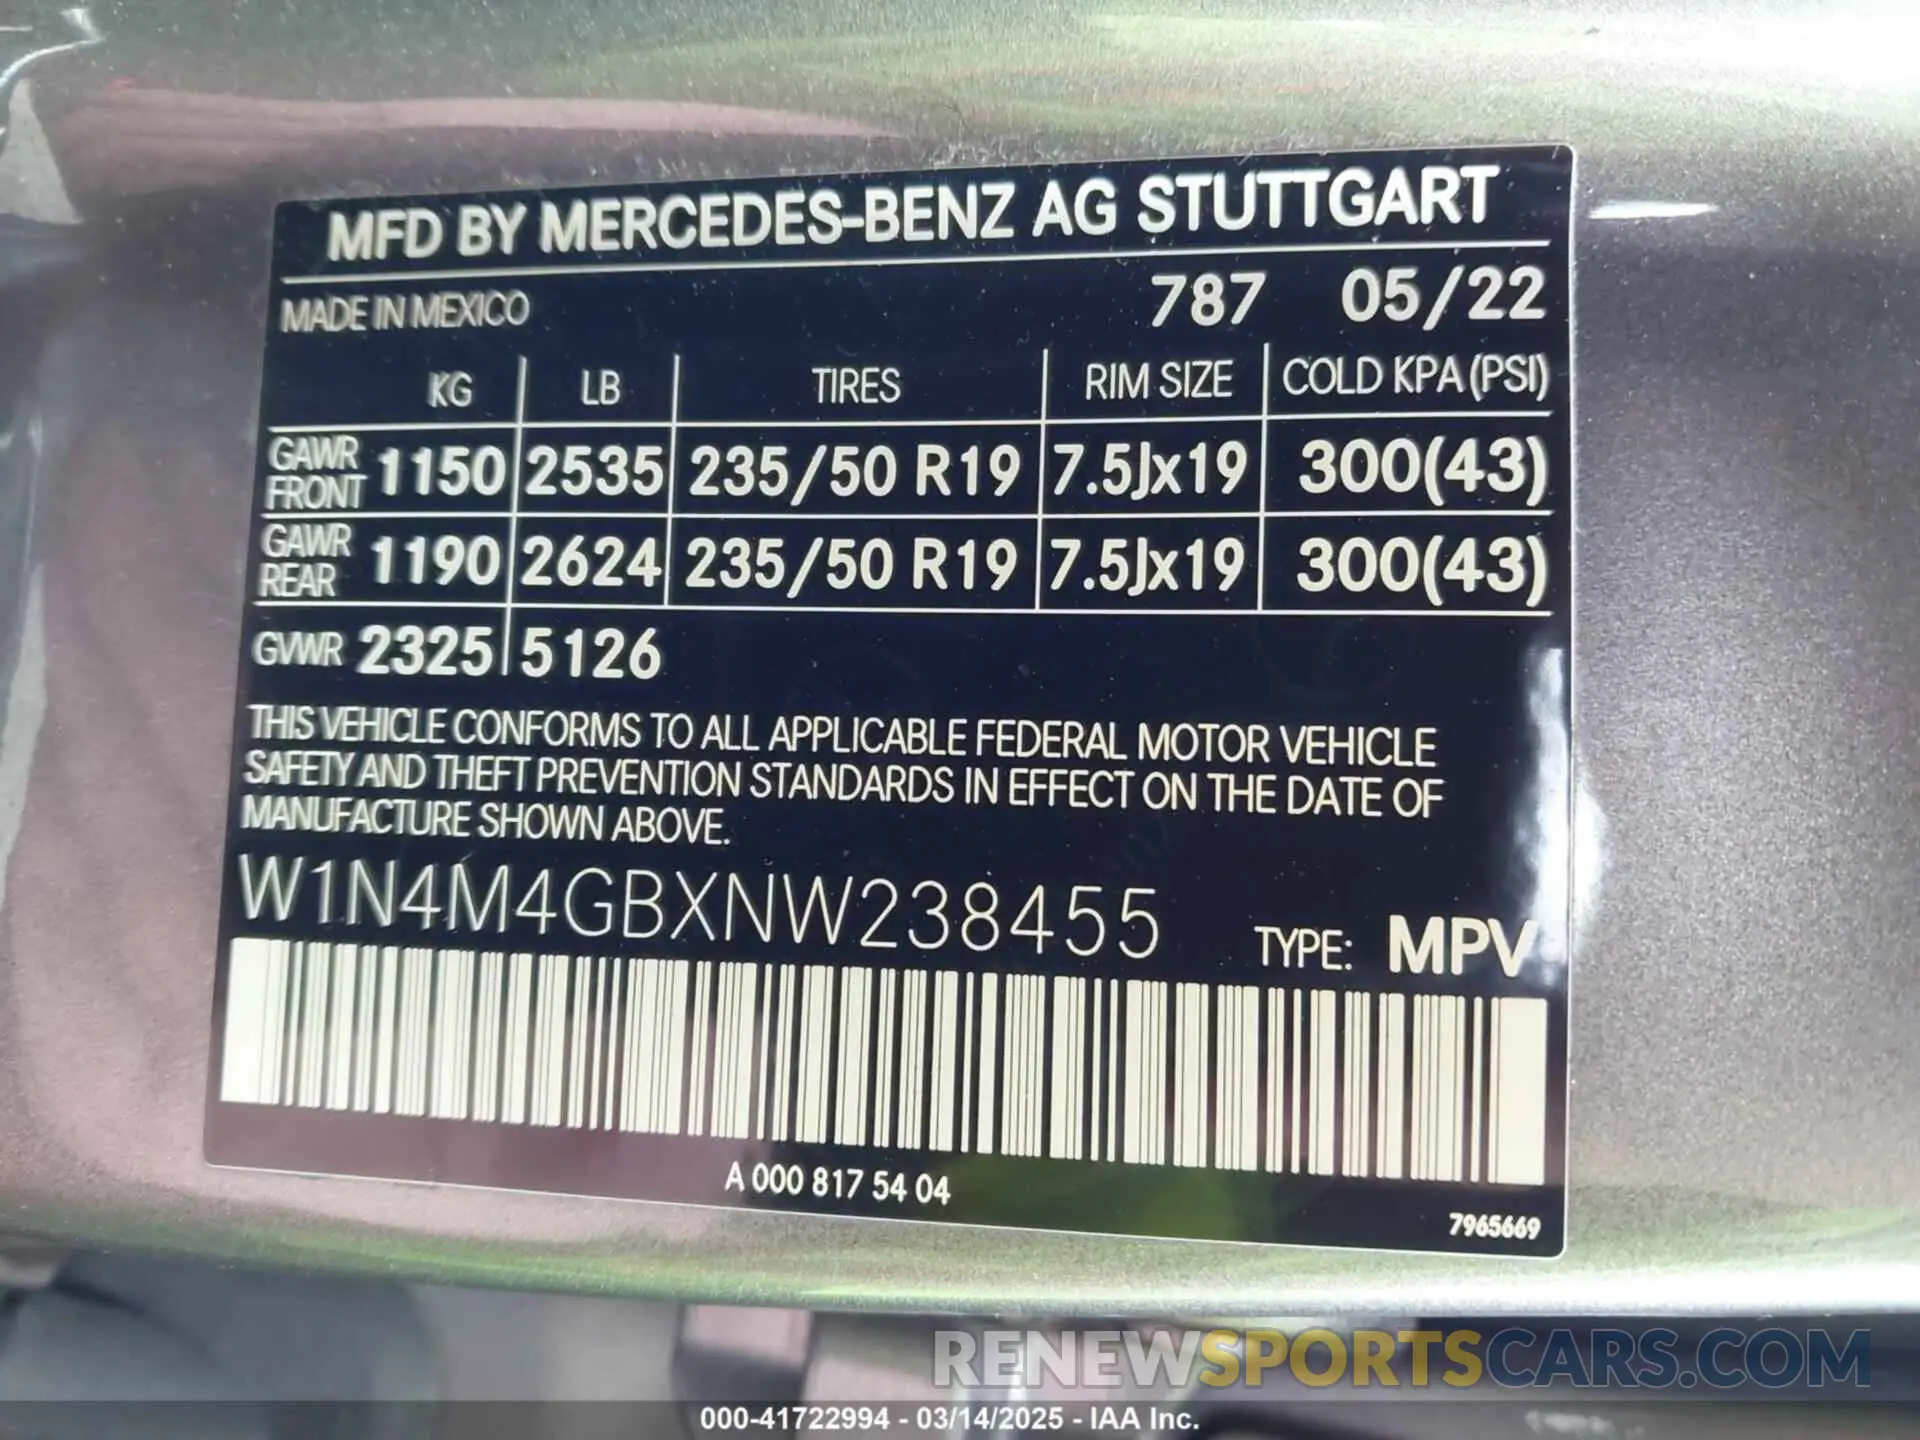 MFD BY MERCEDES-BENZ AG STUTTGART
MADE IN MEXICO 787 05/22
KG LB TIRES RIM SIZE COLD KPA (PSI)
GAWR FRONT 1150 2535 235/50 R19 7.5Jx19 300(43)
GAWR REAR 1190 2624 235/50 R19 7.5Jx19 300(43)
GVWR 2325 5126
THIS VEHICLE CONFORMS TO ALL APPLICABLE FEDERAL MOTOR VEHICLE
SAFETY AND THEFT PREVENTION STANDARDS IN EFFECT ON THE DATE OF
MANUFACTURE SHOWN ABOVE.
W1N4M4GBXNW238455 TYPE: MPV
A 000 817 54 04
7965669
RENEWSPORTSCARS.COM
000-41722994 - 03/14/2025 - IAA Inc.